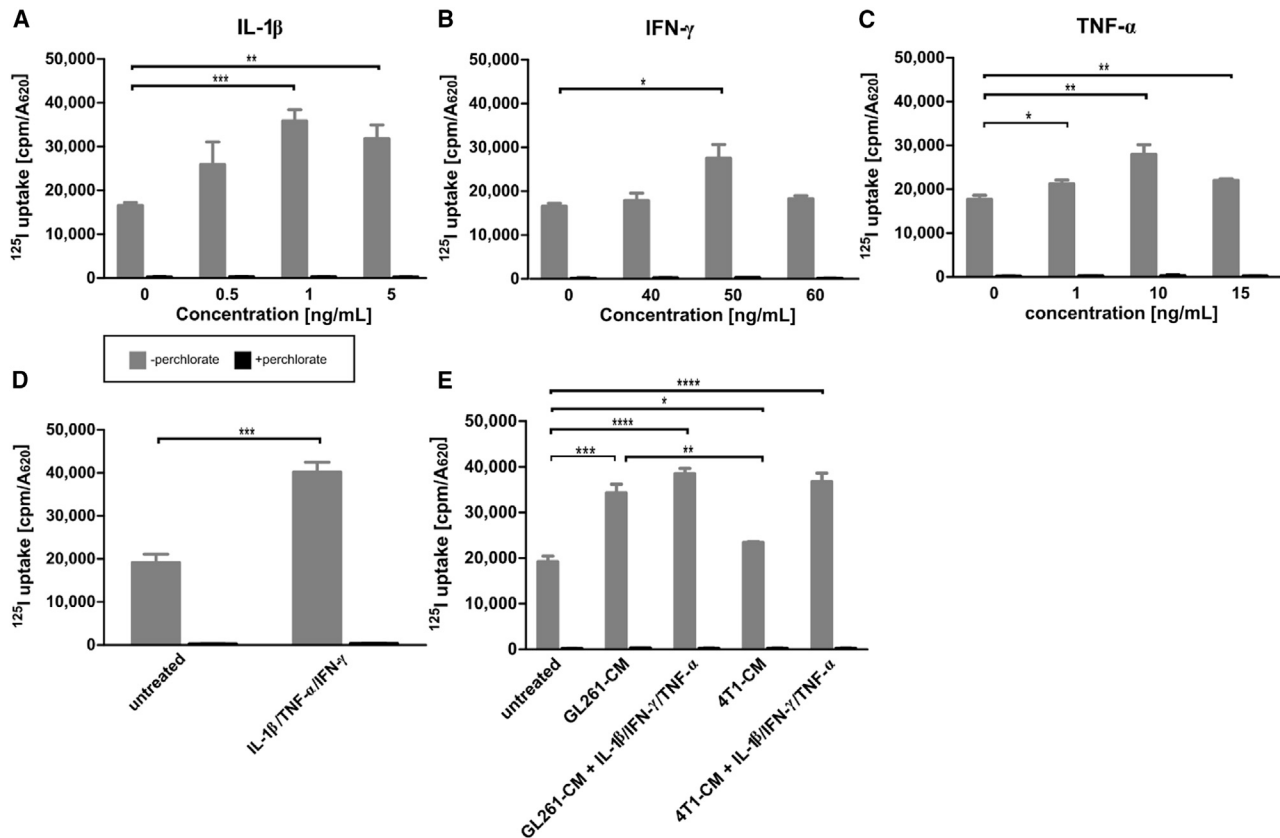 A
IL-1β
***
**
¹²⁵I uptake [cpm/A₆₂₀]
50,000
40,000
30,000
20,000
10,000
0
0 0.5 1 5
Concentration [ng/mL]
B
IFN-γ
*
¹²⁵I uptake [cpm/A₆₂₀]
50,000
40,000
30,000
20,000
10,000
0
0 40 50 60
Concentration [ng/mL]
C
TNF-α
**
**
*
¹²⁵I uptake [cpm/A₆₂₀]
50,000
40,000
30,000
20,000
10,000
0
0 1 10 15
concentration [ng/mL]
-perchlorate +perchlorate
D
***
¹²⁵I uptake [cpm/A₆₂₀]
50,000
40,000
30,000
20,000
10,000
0
untreated
IL-1β/TNF-α/IFN-γ
E
****
*
****
*** **
¹²⁵I uptake [cpm/A₆₂₀]
50,000
40,000
30,000
20,000
10,000
0
untreated
GL261-CM
GL261-CM + IL-1β/IFN-γ/TNF-α
4T1-CM
4T1-CM + IL-1β/IFN-γ/TNF-α